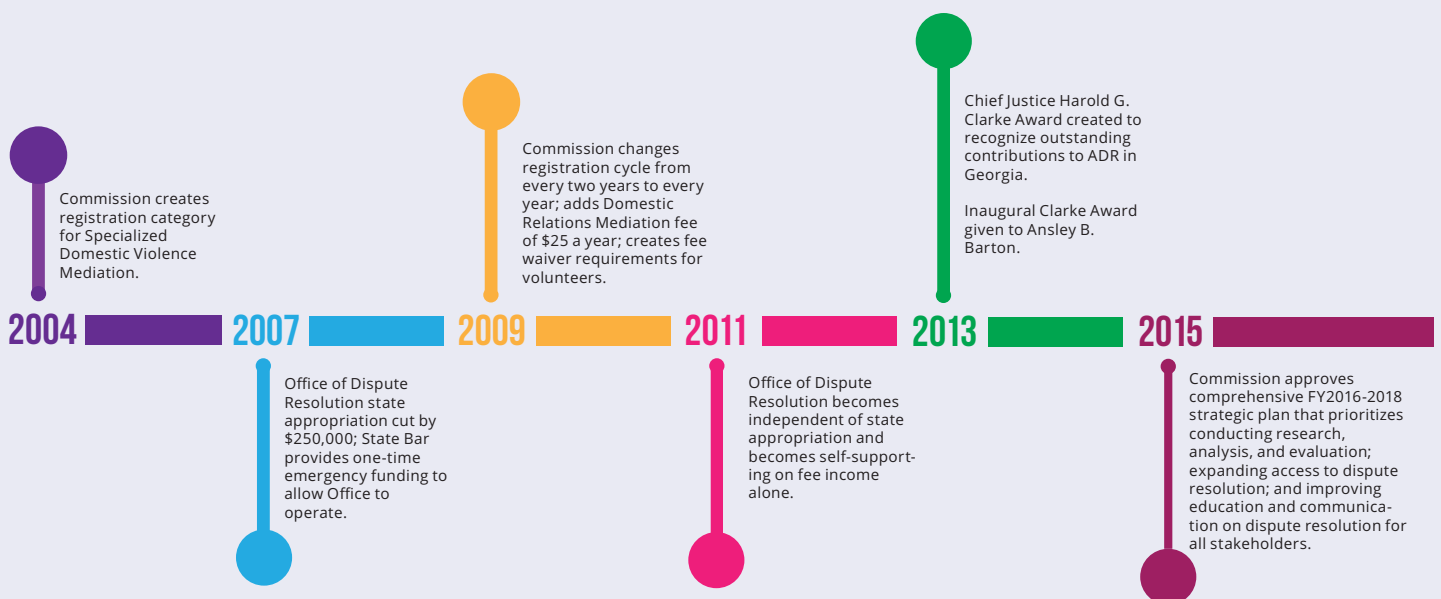 2004
Commission creates
registration category
for Specialized
Domestic Violence
Mediation.
2007
Office of Dispute
Resolution state
appropriation cut by
$250,000; State Bar
provides one-time
emergency funding to
allow Office to
operate.
2009
Commission changes
registration cycle from
every two years to every
year; adds Domestic
Relations Mediation fee
of $25 a year; creates fee
waiver requirements for
volunteers.
2011
Office of Dispute
Resolution becomes
independent of state
appropriation and
becomes self-support-
ing on fee income
alone.
2013
Chief Justice Harold G.
Clarke Award created to
recognize outstanding
contributions to ADR in
Georgia.
Inaugural Clarke Award
given to Ansley B.
Barton.
2015
Commission approves
comprehensive FY2016-2018
strategic plan that prioritizes
conducting research,
analysis, and evaluation;
expanding access to dispute
resolution; and improving
education and communica-
tion on dispute resolution for
all stakeholders.